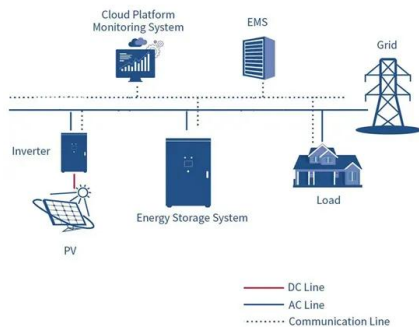 Cloud Platform
Monitoring System
EMS
Grid
Inverter
Energy Storage System
Load
PV
DC Line
AC Line
Communication Line